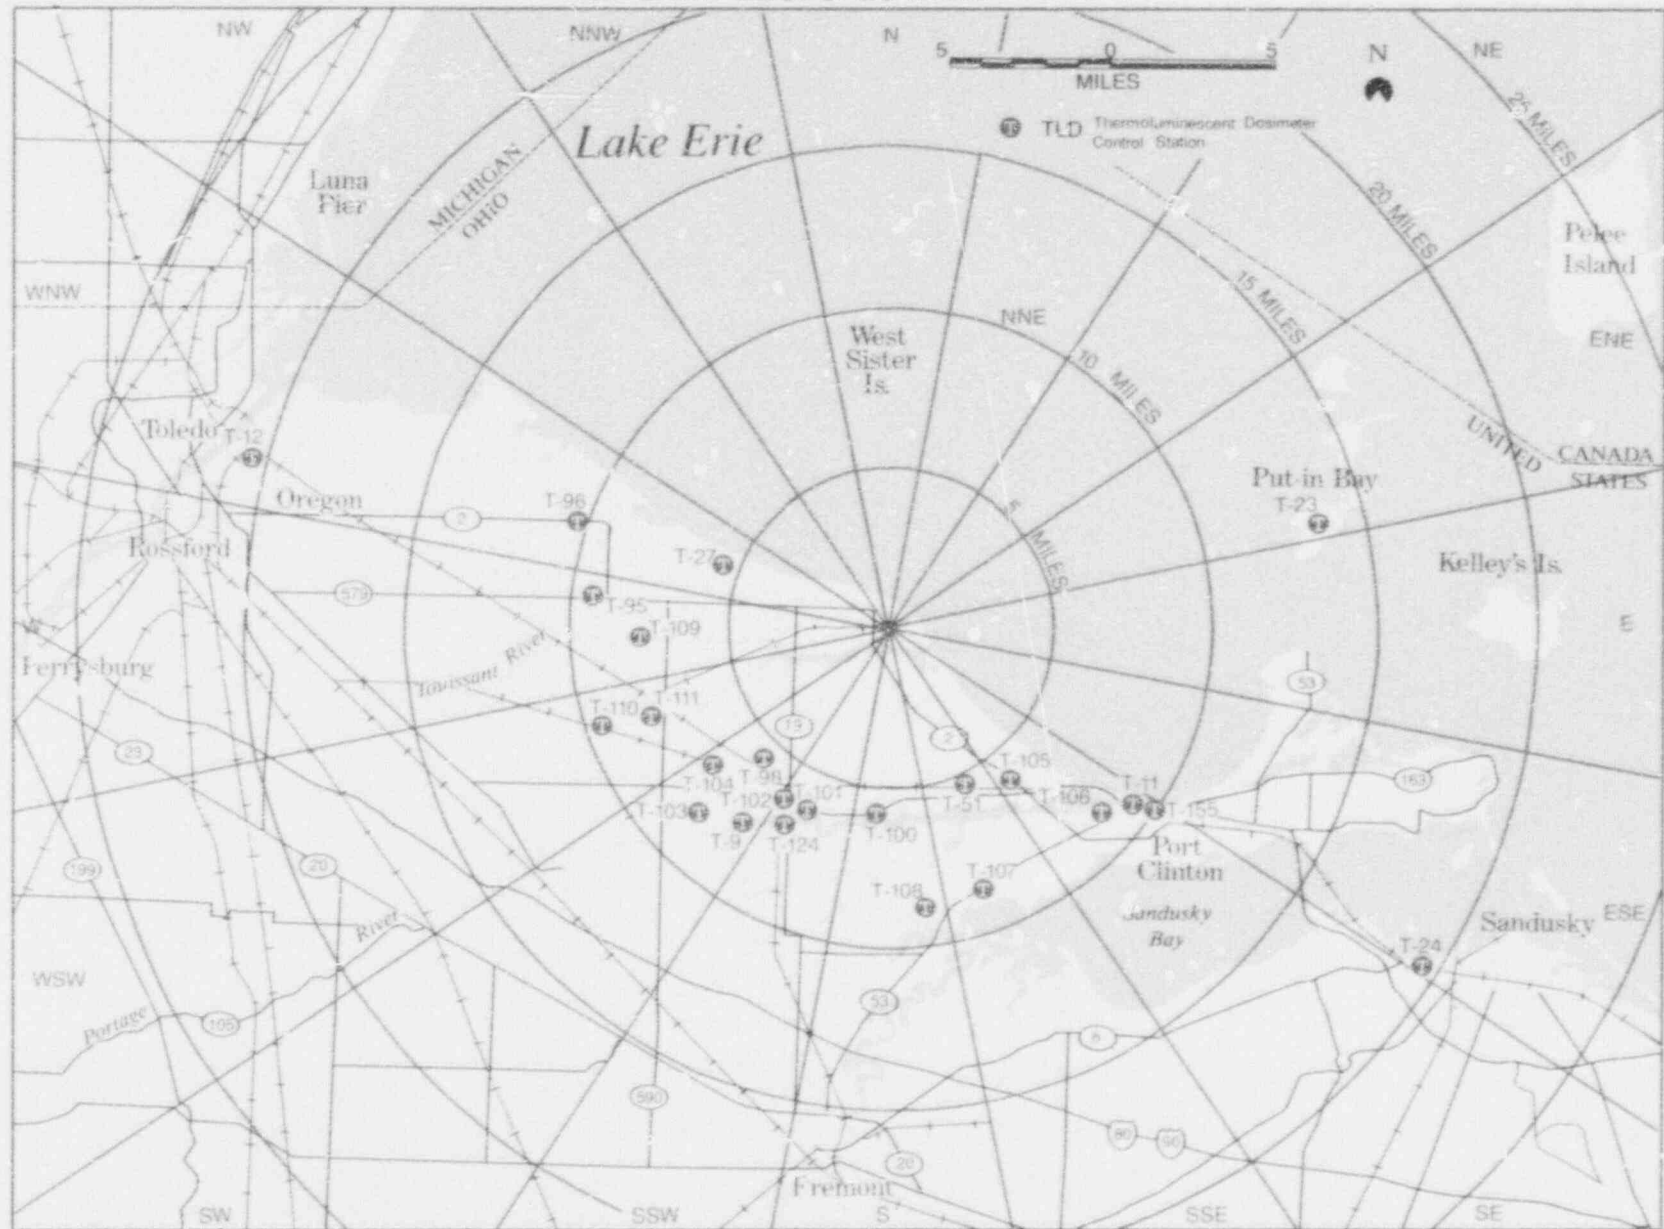 NW
NNW
N
5 0 5
MILES
N
NE
25 MILES
TLD Thermoluminescent Dosimeter
Control Station
Lake Erie
MICHIGAN
OHIO
Luna
Pier
20 MILES
Pelee
Island
WNW
15 MILES
NNE
West
Sister
Is.
10 MILES
ENE
UNITED
STATES
CANADA
Toledo
T-12
Oregon
2
T-96
Put-in Bay
T-23
5 MILES
Rossford
T-27
Kelley's Is.
579
T-95
T-109
W
E
Perrysburg
Toussant River
53
T-110
T-111
19
2
29
T-104
T-98
T-105
163
T-103
T-102
T-101
T-51
T-106
T-11
T-155
T-9
T-124
T-100
Port
Clinton
199
20
T-107
T-108
Sandusky
Bay
Sandusky
ESE
T-24
River
WSW
53
Portage
105
6
590
80
90
20
Fremont
SW
SSW
S
SSE
SE